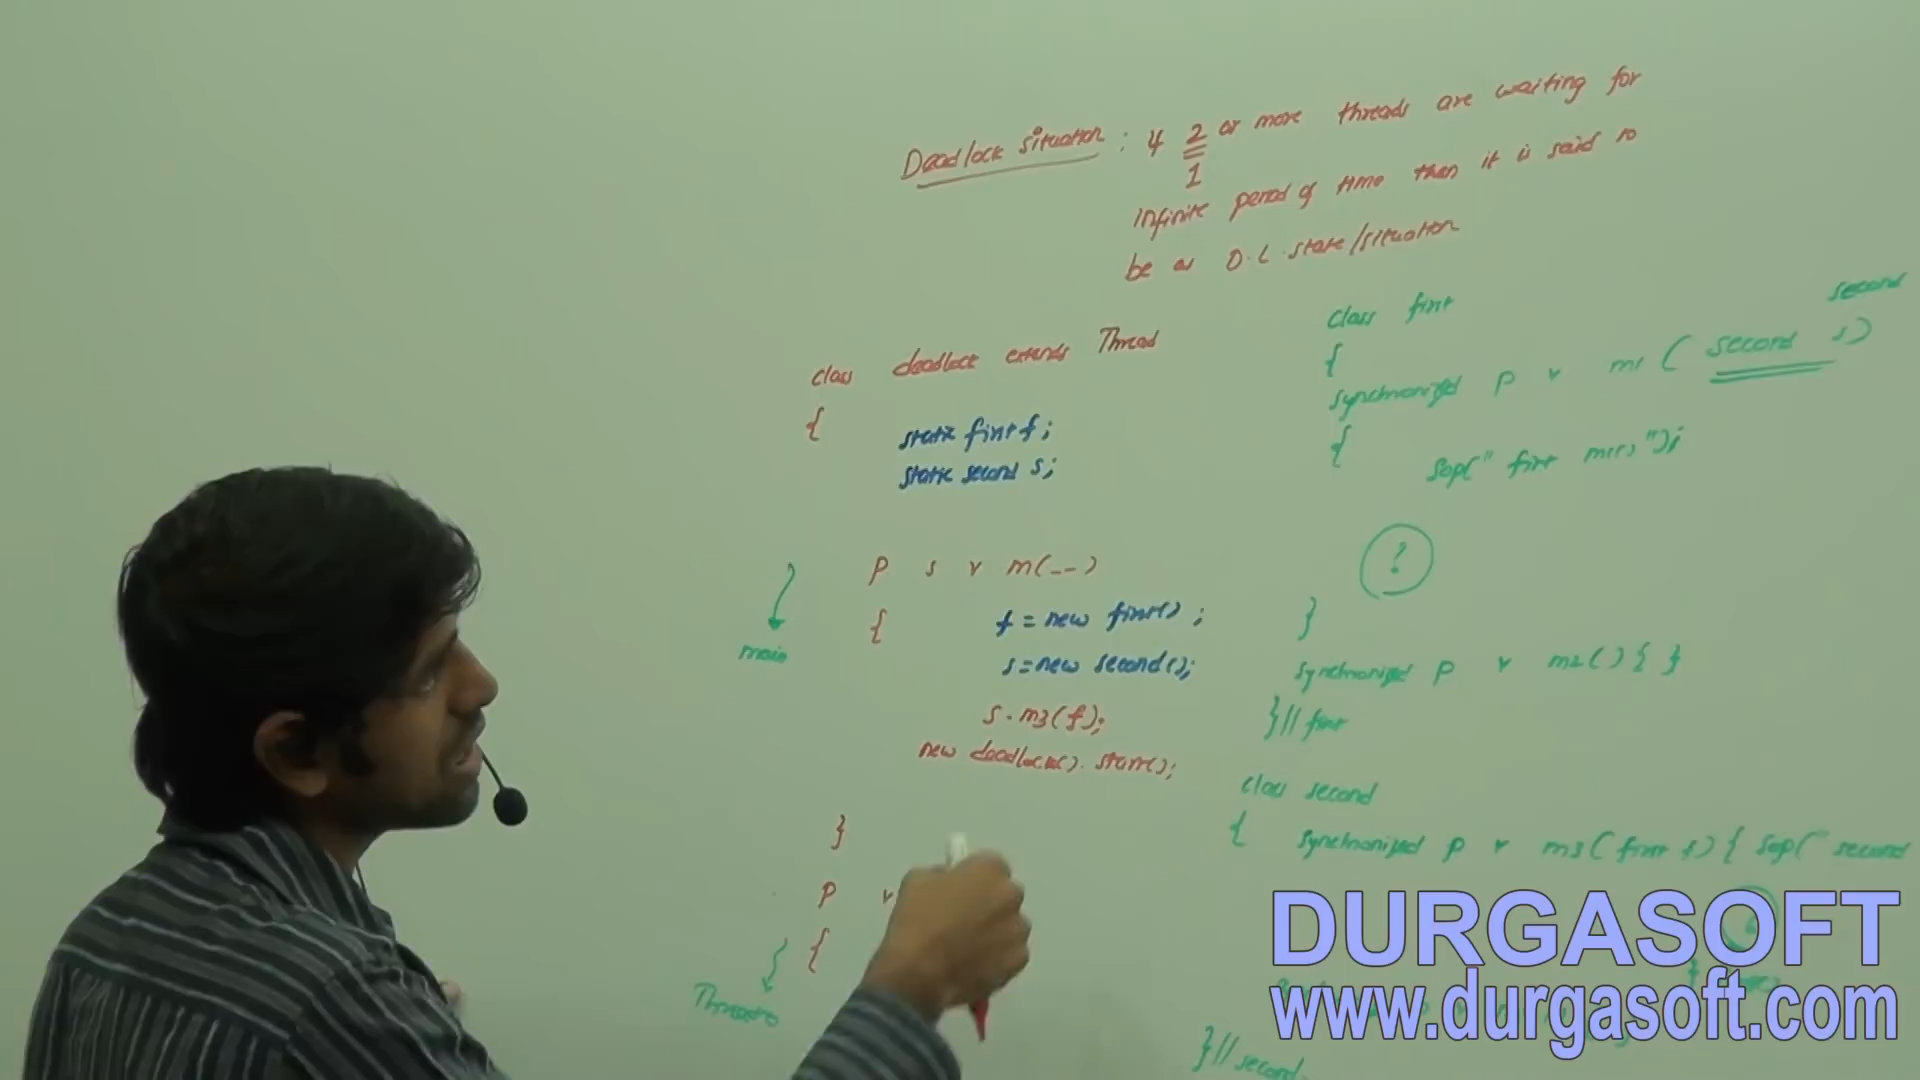 Deadlock situation : if 2 or more threads are waiting for
1
infinite period of time then it is said to
be as D.L. state/situation
class deadlock extends Thread
{
static first f;
static second s;
P s v m(--)
{
main
f = new first() ;
s = new second();
s.m3(f);
new deadlock().start();
}
P v
{
Thread-0
class first
{
second
synchronized P v m1 ( second s)
{
sop(" first m1()");
?
}
synchronized P v m2() { }
} // first
class second
{ synchronized P v m3( first f) { sop(" second
} // second
DURGASOFT
www.durgasoft.com